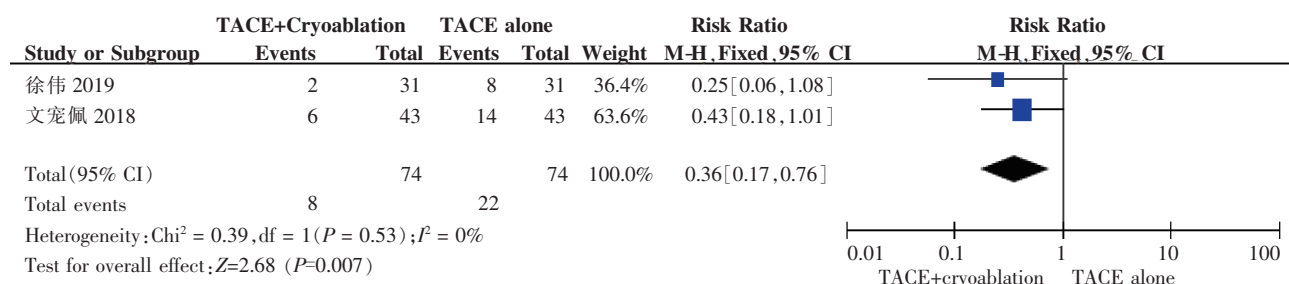 TACE+Cryoablation TACE alone Risk Ratio Risk Ratio
Study or Subgroup Events Total Events Total Weight M-H,Fixed,95% CI M-H,Fixed,95% CI
徐伟 2019 2 31 8 31 36.4% 0.25[0.06,1.08]
文宠佩 2018 6 43 14 43 63.6% 0.43[0.18,1.01]
Total(95% CI) 74 74 100.0% 0.36[0.17,0.76]
Total events 8 22
Heterogeneity:Chi² = 0.39,df = 1(P = 0.53);I² = 0%
Test for overall effect:Z=2.68 (P=0.007)
0.01 0.1 1 10 100
TACE+cryoablation TACE alone